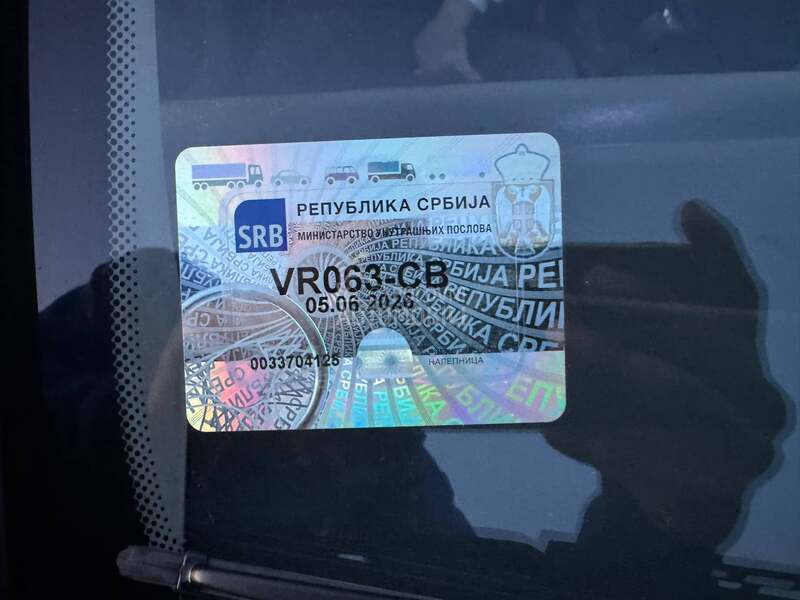 РЕПУБЛИКА СРБИЈА
SRB
МИНИСТАРСТВО УНУТРАШЊИХ ПОСЛОВА
VR063-CB
05.06.2026
0033704125
НАЛЕПНИЦА